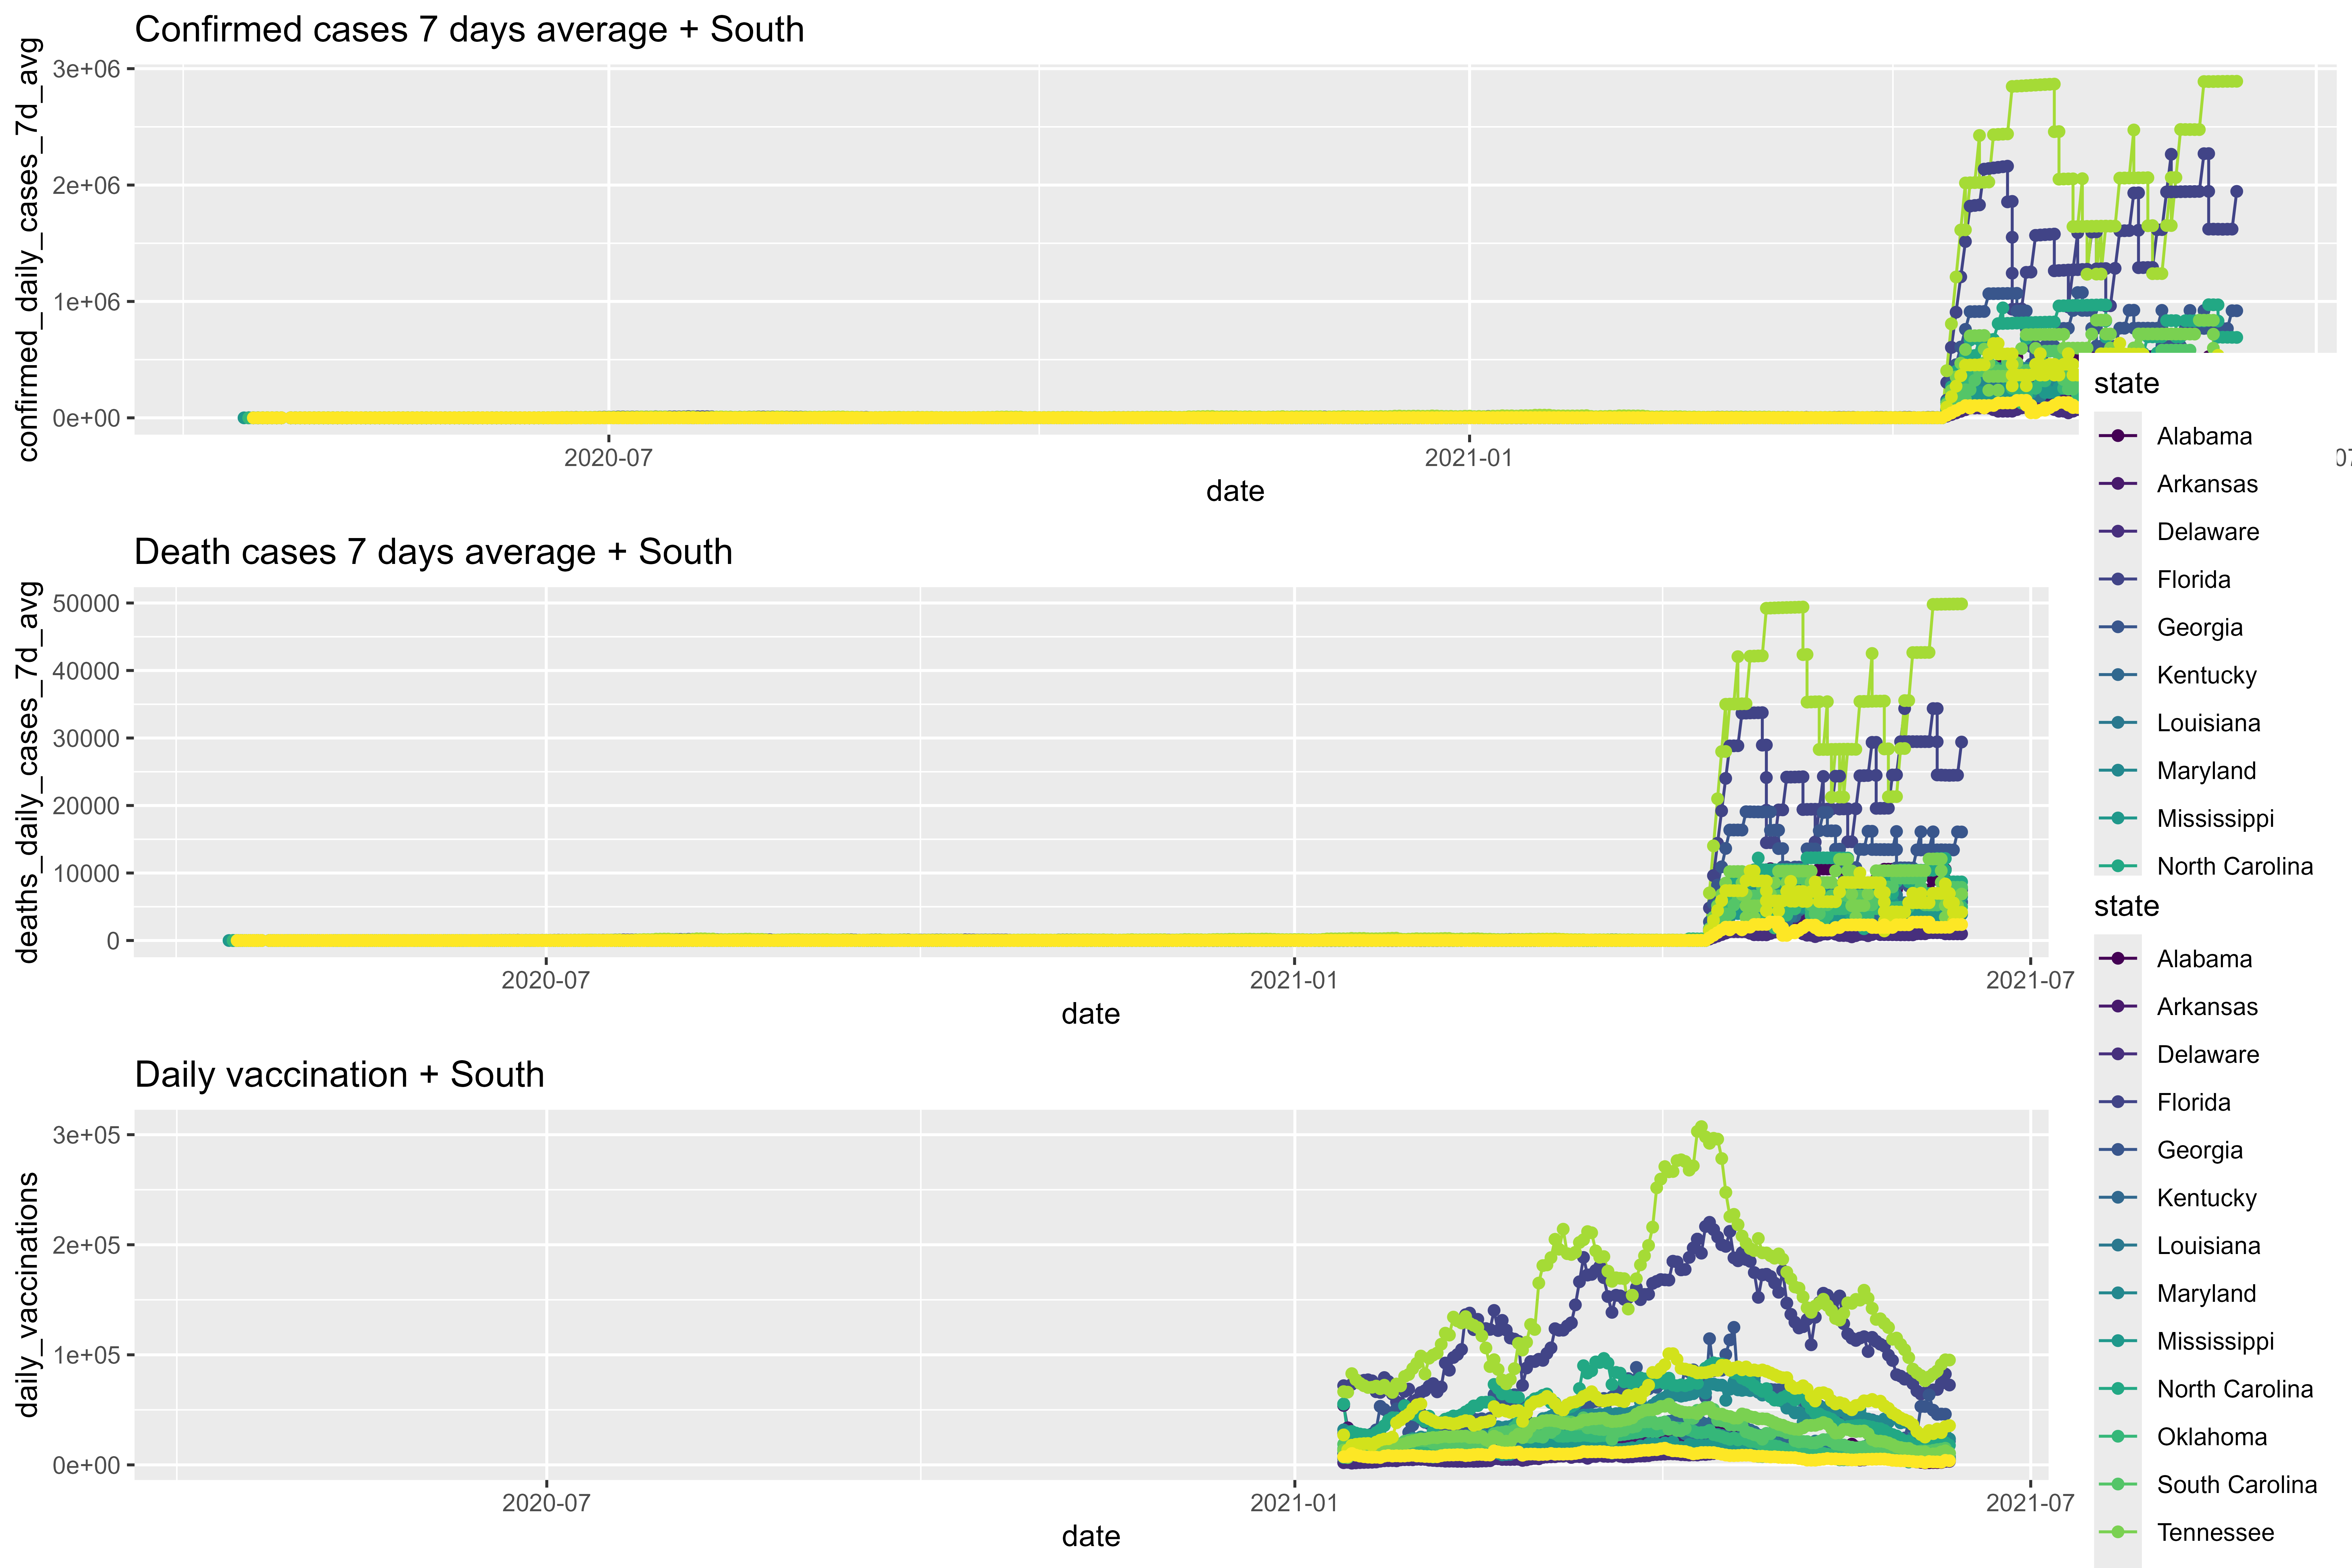 Confirmed cases 7 days average + South
confirmed_daily_cases_7d_avg
3e+06
2e+06
1e+06
0e+00
2020-07
2021-01
date
state
Alabama
Arkansas
Delaware
Florida
Georgia
Kentucky
Louisiana
Maryland
Mississippi
North Carolina
Death cases 7 days average + South
deaths_daily_cases_7d_avg
50000
40000
30000
20000
10000
0
2020-07
2021-01
2021-07
date
state
Alabama
Arkansas
Delaware
Florida
Georgia
Kentucky
Louisiana
Maryland
Mississippi
North Carolina
Oklahoma
South Carolina
Tennessee
Daily vaccination + South
daily_vaccinations
3e+05
2e+05
1e+05
0e+00
2020-07
2021-01
2021-07
date